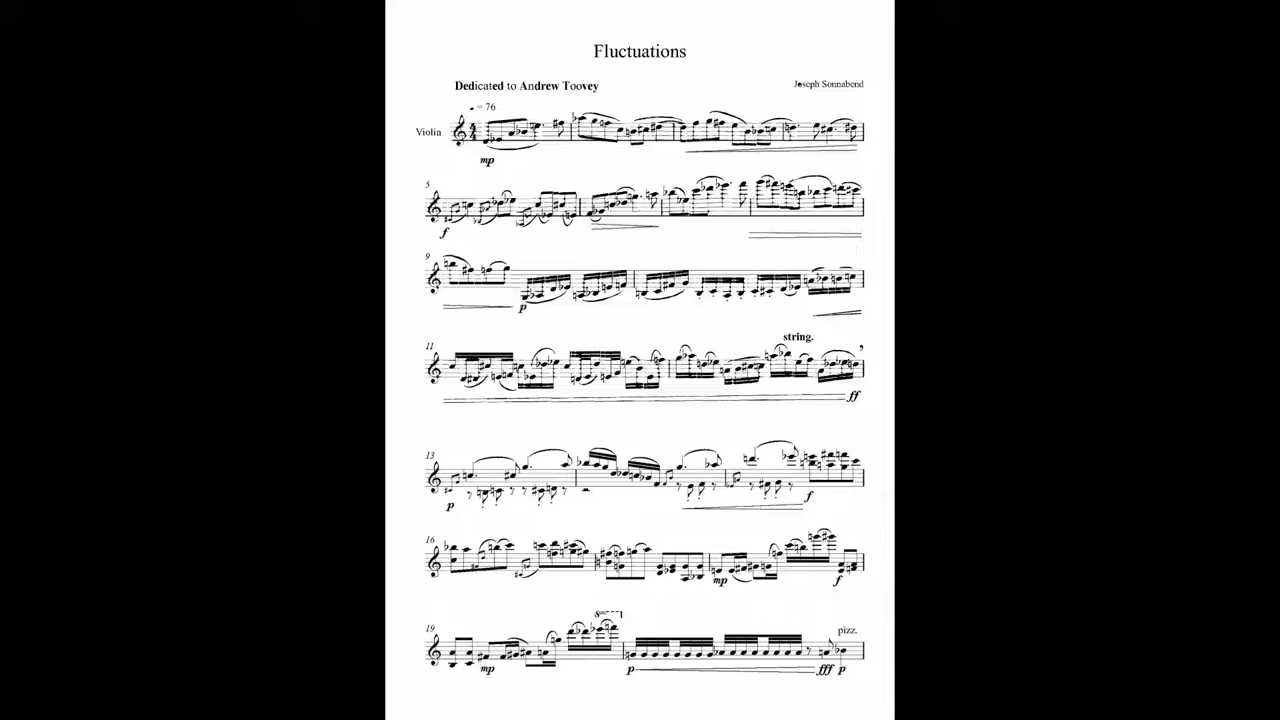 Fluctuations
Dedicated to Andrew Toovey
Joseph Sonnabend
= 76
Violin
mp
5
f
9
p
11
string.
ff
13
p
f
16
mp
f
19
8
pizz.
mp
p
fff
p